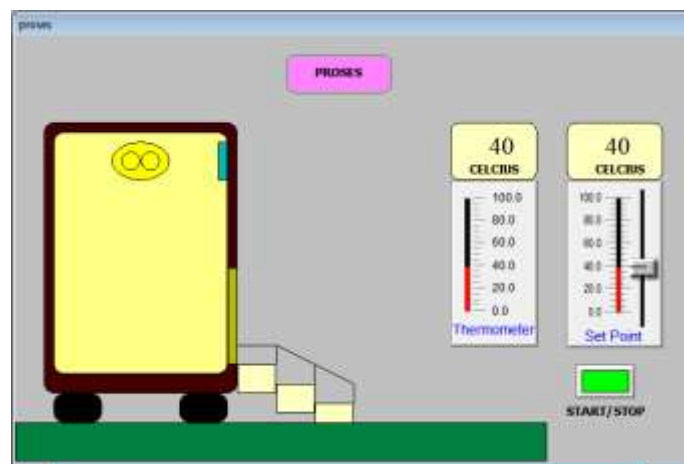 proses
PROSES
40
CELCIUS
40
CELCIUS
100.0
80.0
60.0
40.0
20.0
0.0
Thermometer
100.0
80.0
60.0
40.0
20.0
0.0
Set Point
START/STOP